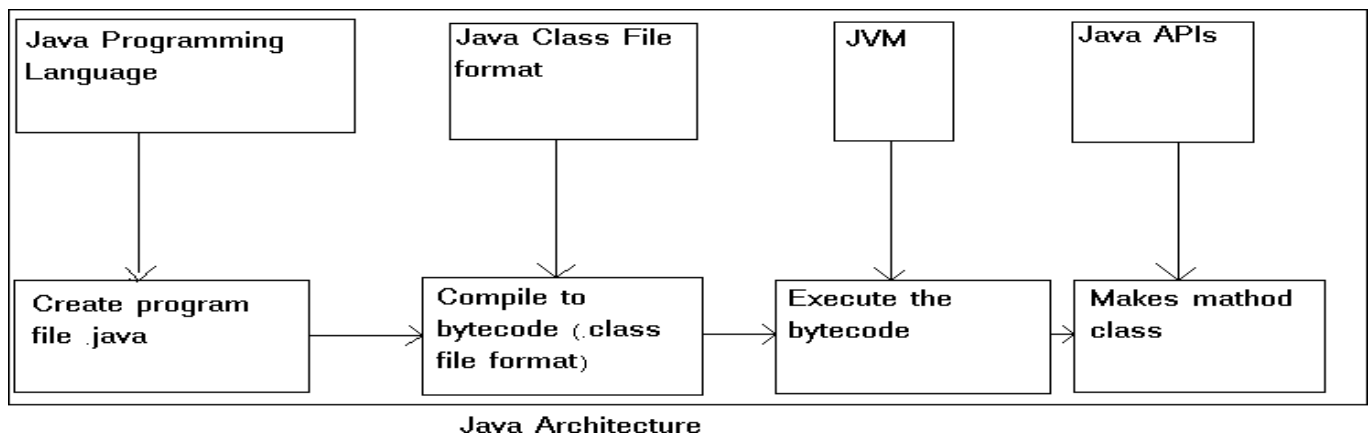 Java Programming
Language
Java Class File
format
JVM
Java APIs
Create program
file .java
Compile to
bytecode (.class
file format)
Execute the
bytecode
Makes mathod
class
Java Architecture